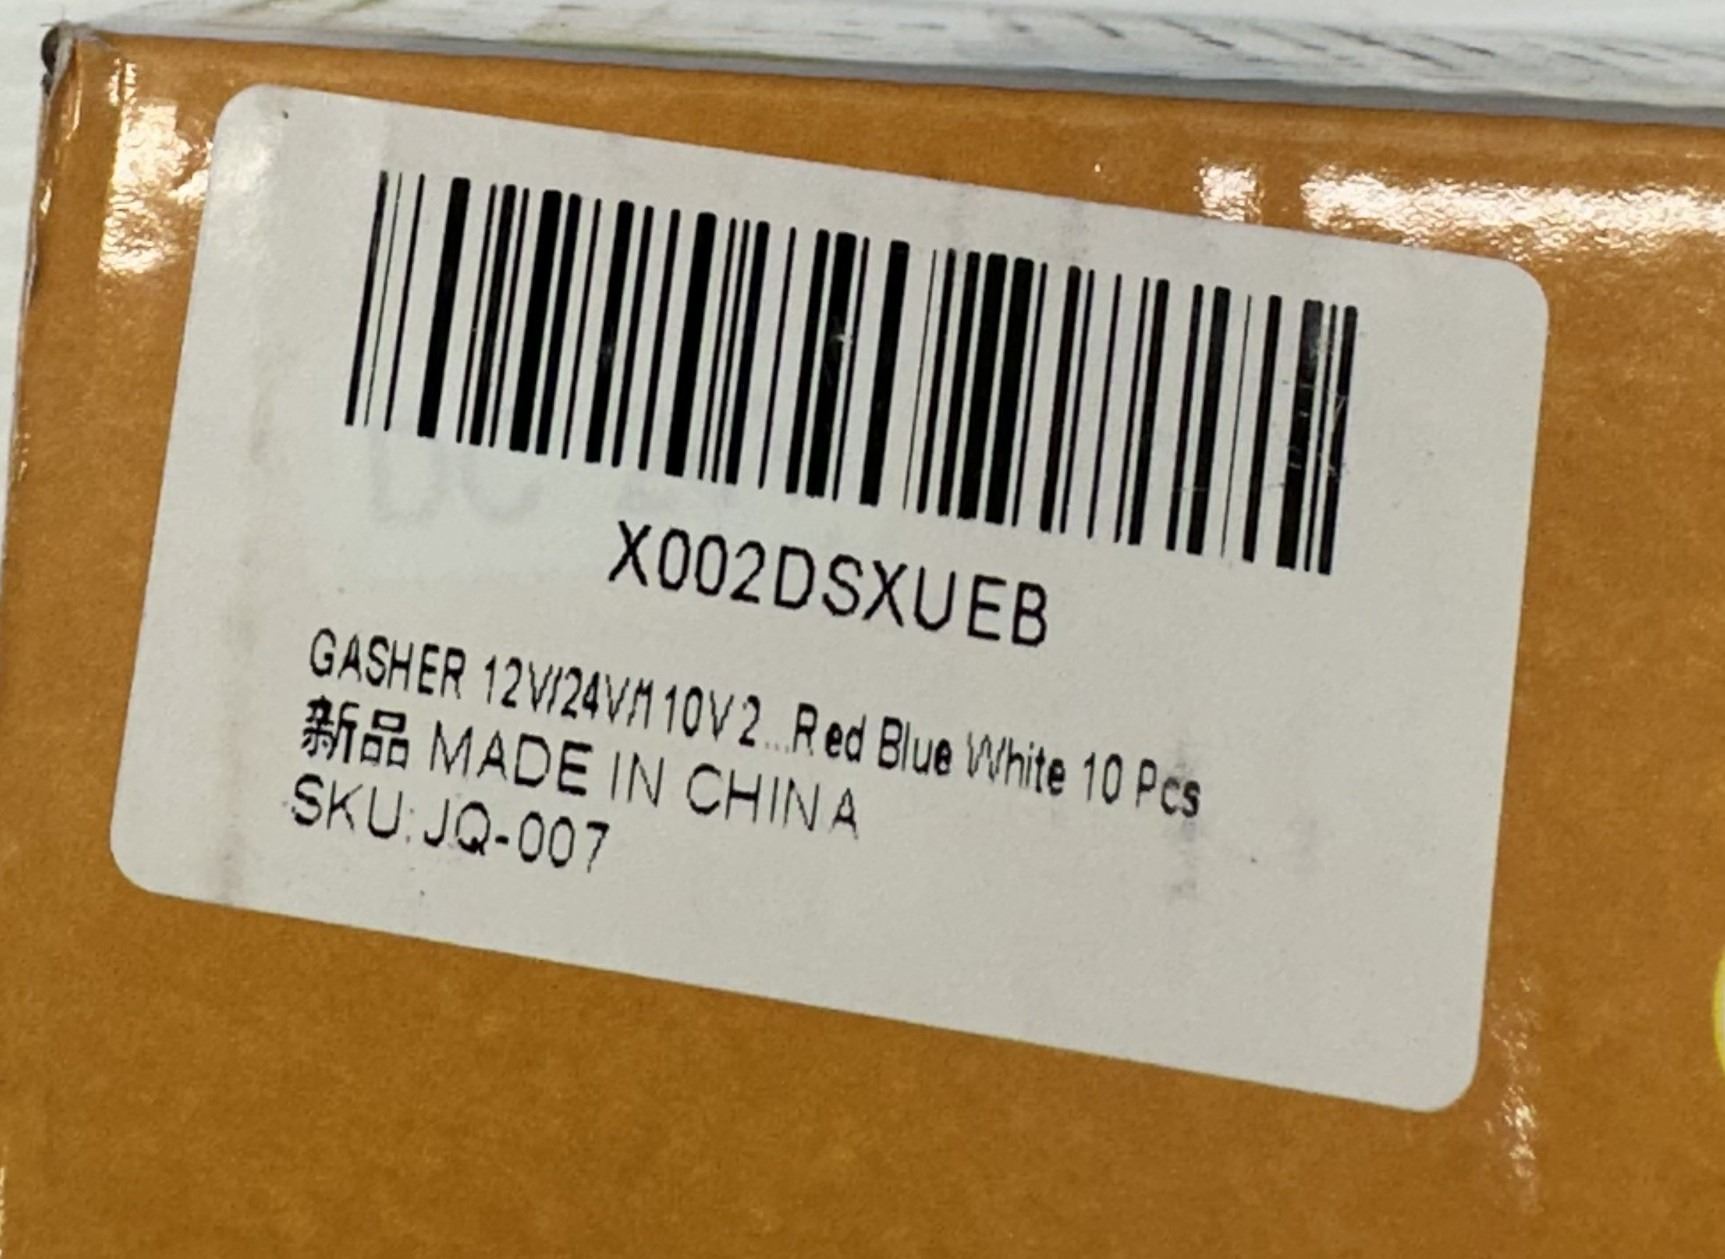 X002DSXUEB
GASHER 12V/24V/110V 2...Red Blue White 10 Pcs
新品 MADE IN CHINA
SKU:JQ-007